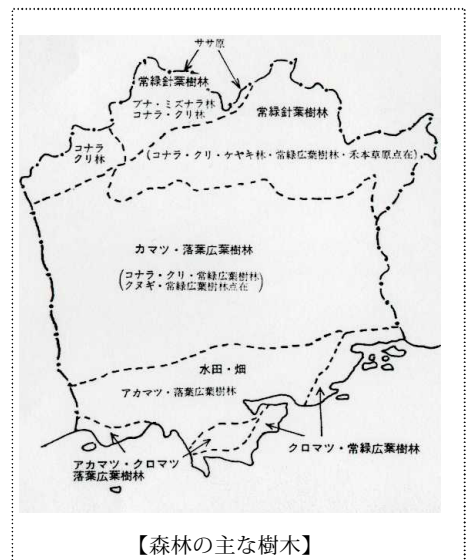 ササ原
常緑針葉樹林
ブナ・ミズナラ林
コナラ・クリ林
常緑針葉樹林
コナラ
クリ林
(コナラ・クリ・ケヤキ林・常緑広葉樹林・禾本草原点在)
カマツ・落葉広葉樹林
(コナラ・クリ・常緑広葉樹林
クヌギ・常緑広葉樹林点在)
水田・畑
アカマツ・落葉広葉樹林
クロマツ・常緑広葉樹林
アカマツ・クロマツ
落葉広葉樹林
【森林の主な樹木】